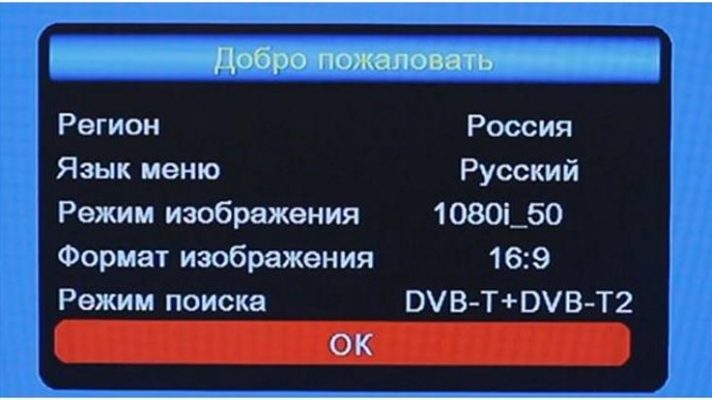 Добро пожаловать
Регион Россия
Язык меню Русский
Режим изображения 1080i_50
Формат изображения 16:9
Режим поиска DVB-T+DVB-T2
OK